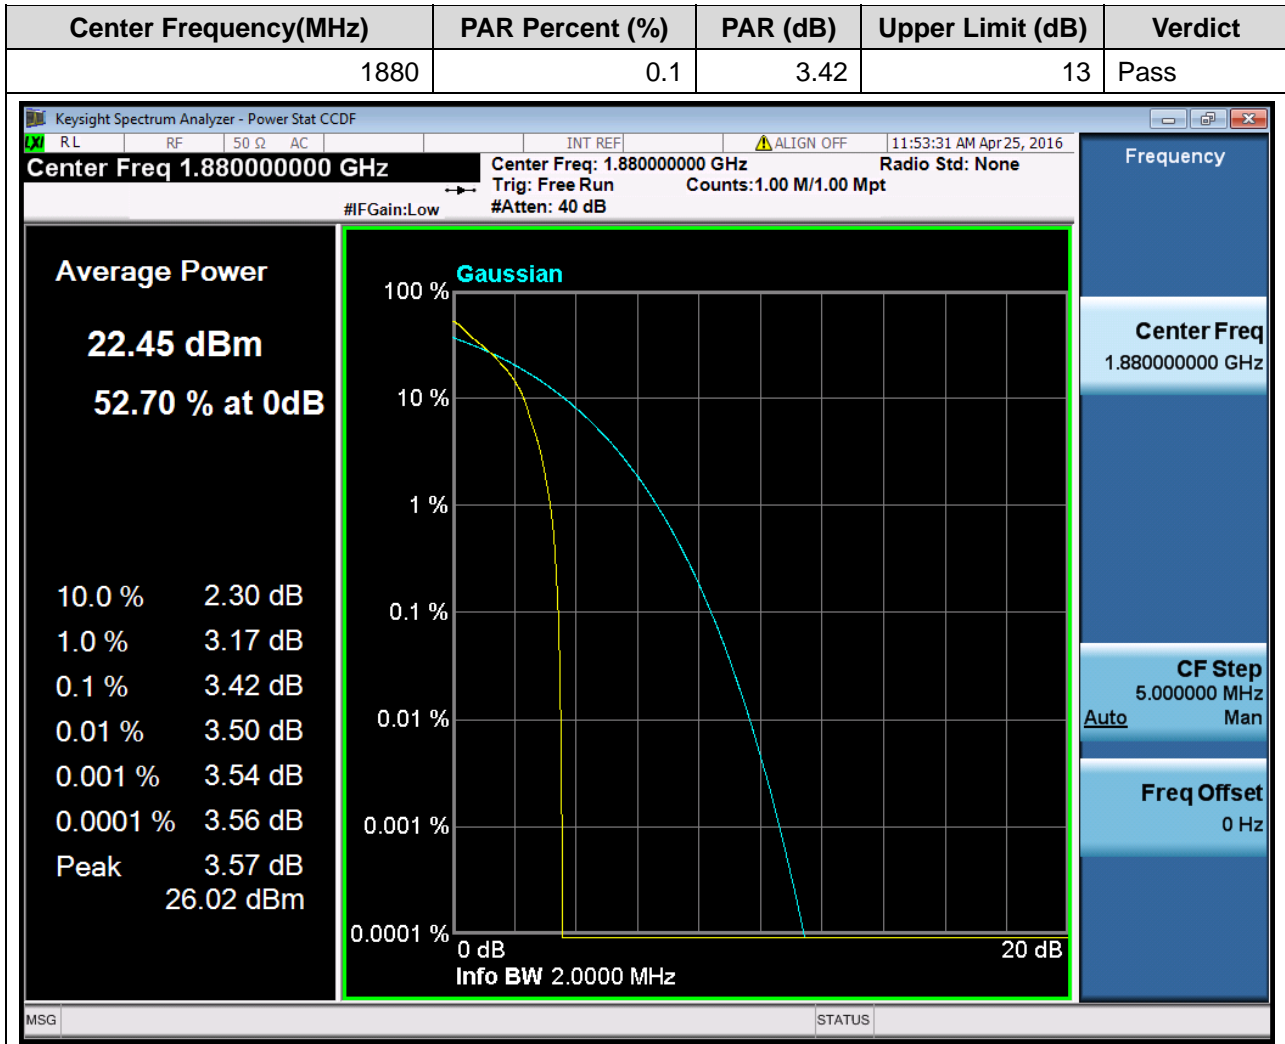 Center Frequency(MHz) PAR Percent (%) PAR (dB) Upper Limit (dB) Verdict
1880 0.1 3.42 13 Pass
Keysight Spectrum Analyzer - Power Stat CCDF
LXI RL RF 50 Ω AC INT REF ALIGN OFF 11:53:31 AM Apr 25, 2016
Center Freq 1.880000000 GHz
#IFGain:Low
Center Freq: 1.880000000 GHz Radio Std: None
Trig: Free Run Counts:1.00 M/1.00 Mpt
#Atten: 40 dB
Average Power
22.45 dBm
52.70 % at 0dB
10.0 % 2.30 dB
1.0 % 3.17 dB
0.1 % 3.42 dB
0.01 % 3.50 dB
0.001 % 3.54 dB
0.0001 % 3.56 dB
Peak 3.57 dB
26.02 dBm
Gaussian
100 %
10 %
1 %
0.1 %
0.01 %
0.001 %
0.0001 %
0 dB 20 dB
Info BW 2.0000 MHz
Frequency
Center Freq
1.880000000 GHz
CF Step
5.000000 MHz
Auto Man
Freq Offset
0 Hz
MSG STATUS